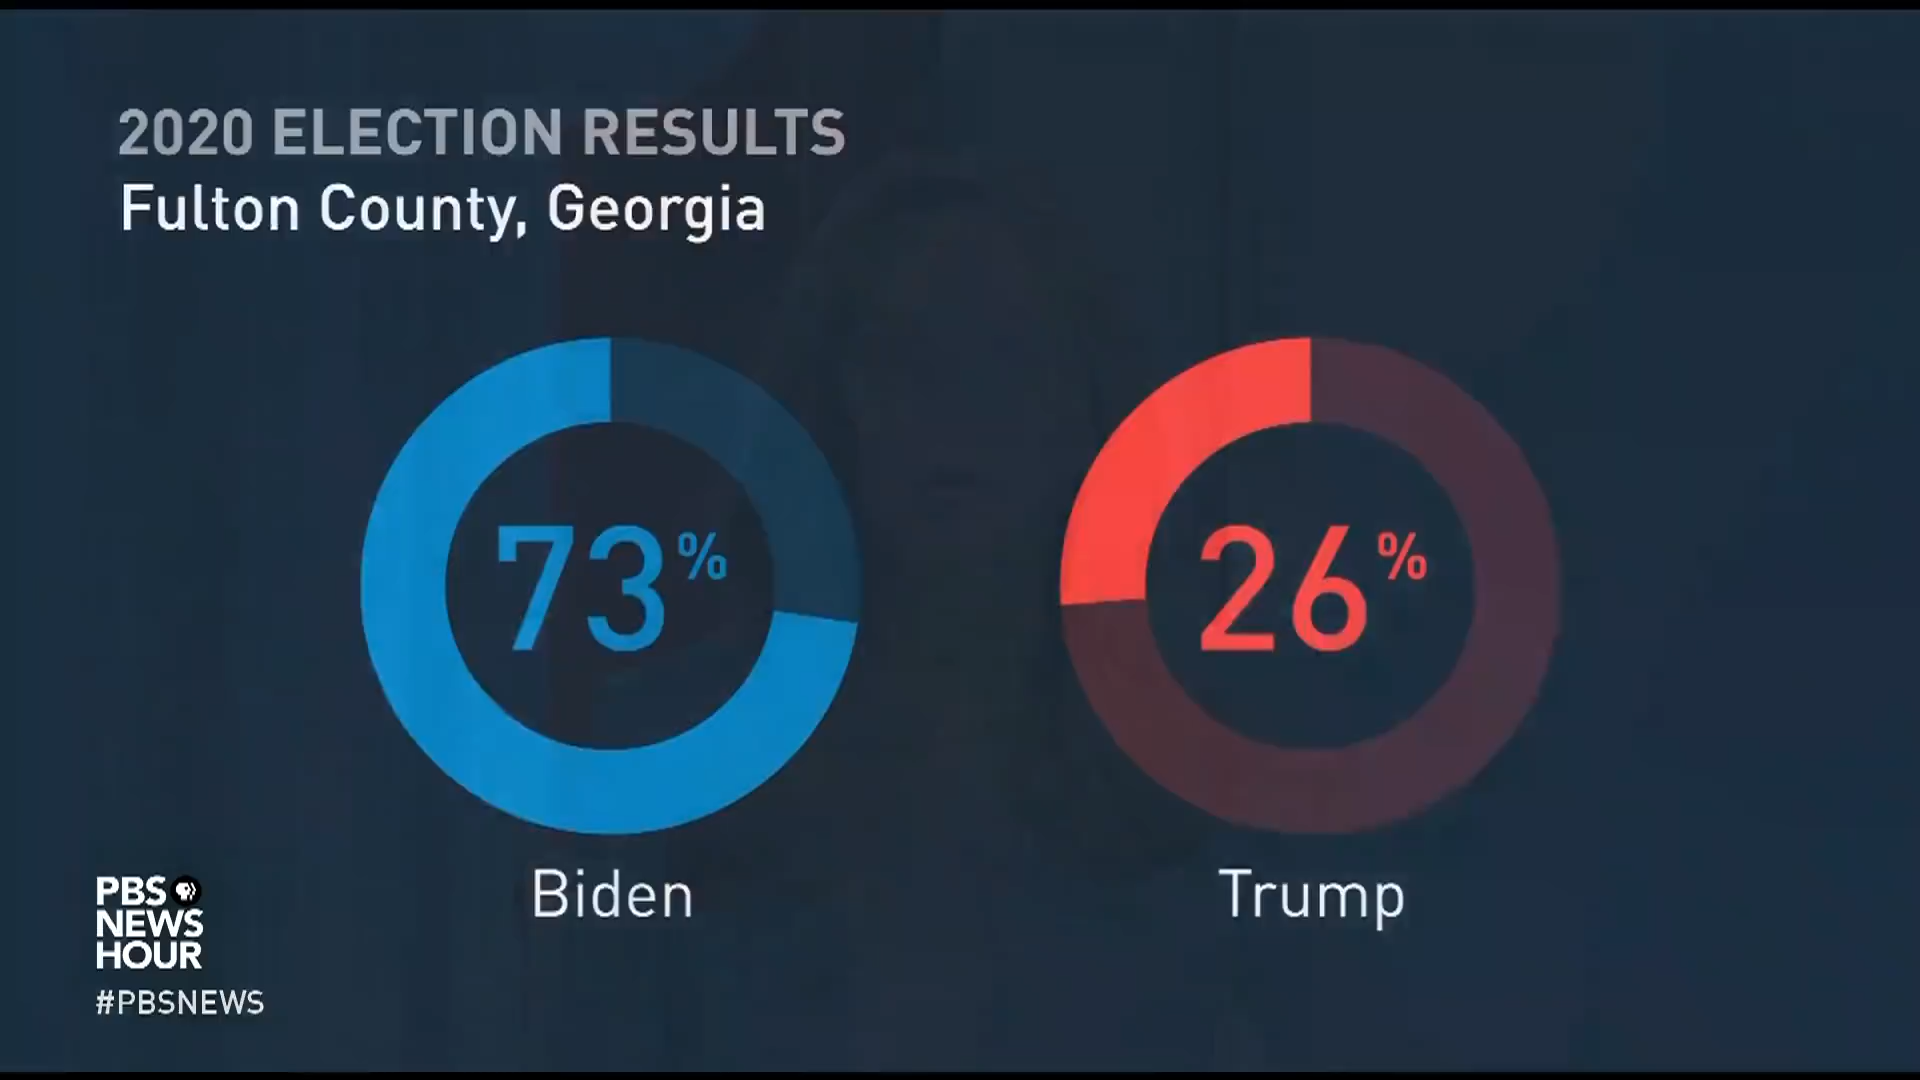 2020 ELECTION RESULTS
Fulton County, Georgia
73%
26%
Biden
Trump
PBS
NEWS
HOUR
#PBSNEWS